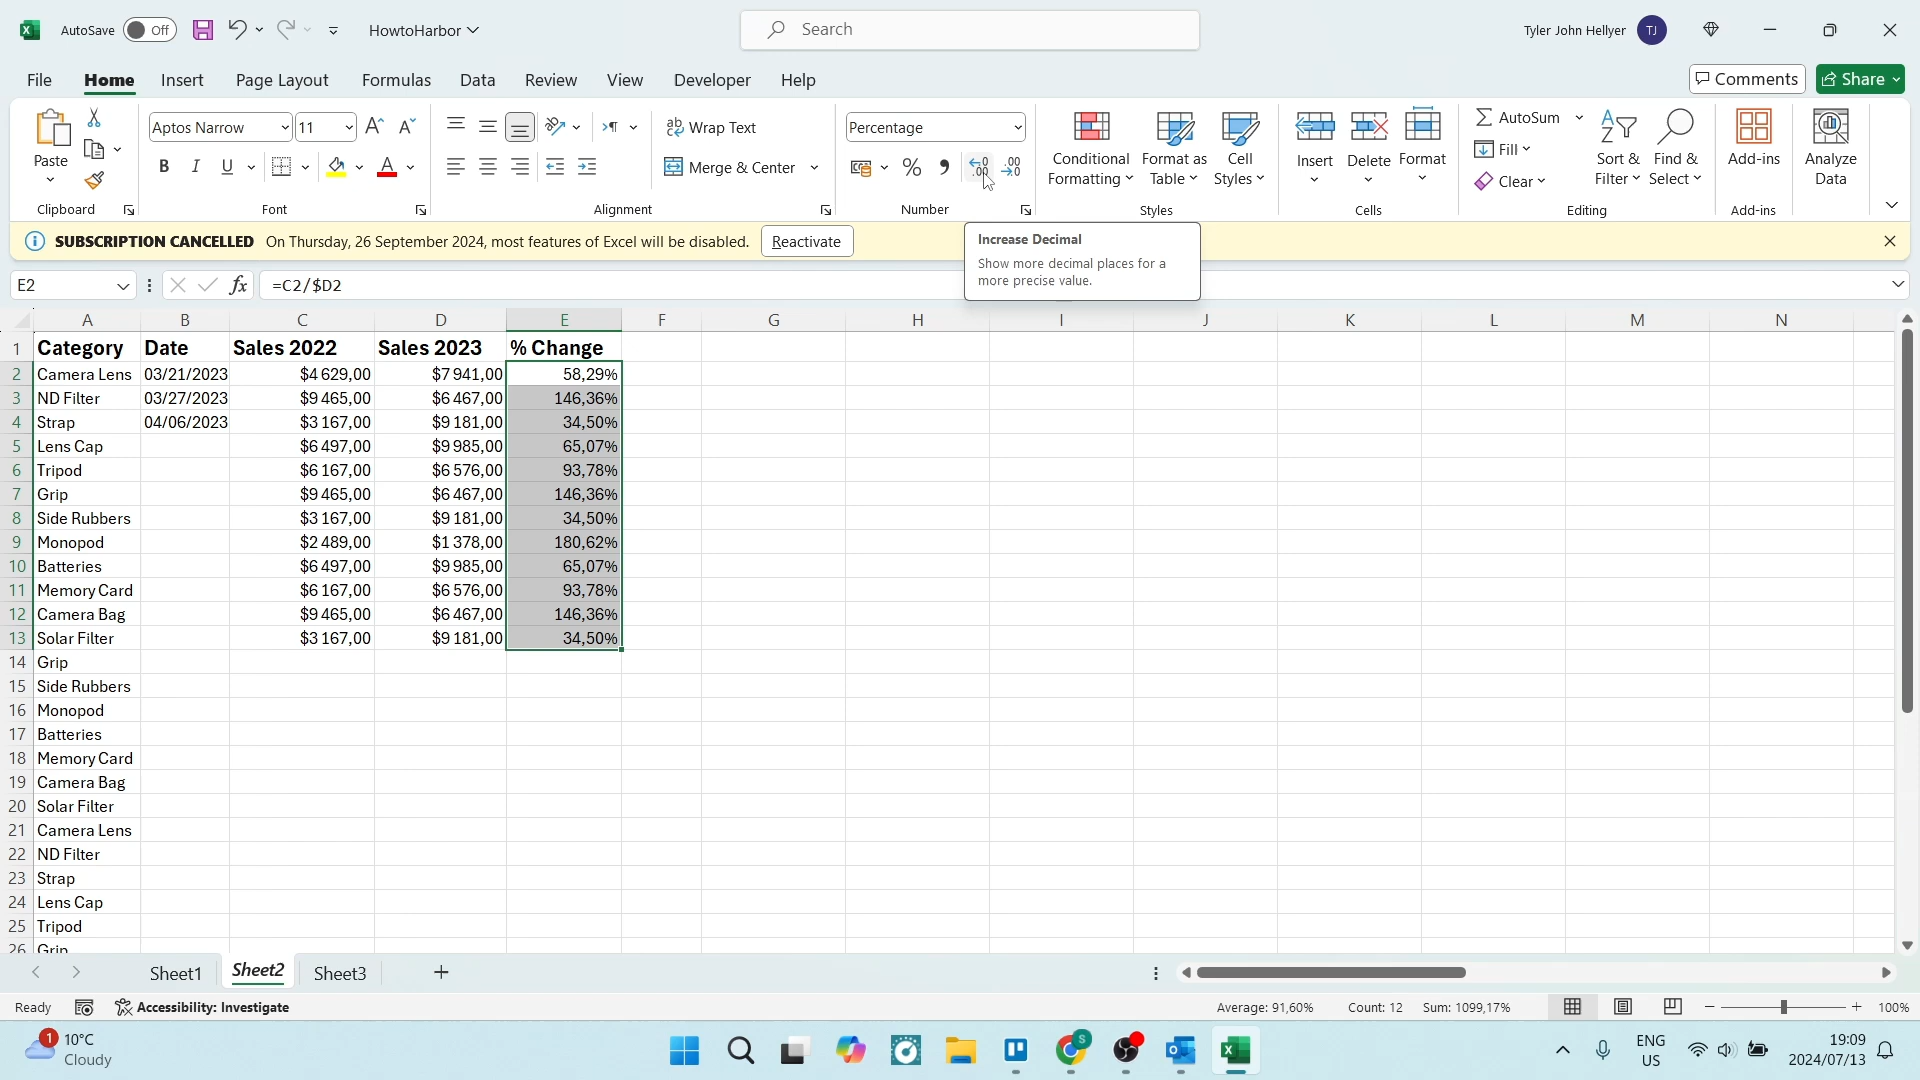 AutoSave Off HowtoHarbor Search Tyler John Hellyer TJ
File Home Insert Page Layout Formulas Data Review View Developer Help Comments Share
Paste
Clipboard
Aptos Narrow 11
B I U A
Font
ab Wrap Text
Merge & Center
Alignment
Percentage
% , .00 .00
Number
Conditional Formatting
Format as Table
Cell Styles
Styles
Insert Delete Format
Cells
AutoSum
Fill
Clear
Sort & Filter
Find & Select
Editing
Add-ins
Add-ins
Analyze Data
SUBSCRIPTION CANCELLED On Thursday, 26 September 2024, most features of Excel will be disabled. Reactivate
Increase Decimal
Show more decimal places for a
more precise value.
E2 fx =C2/$D2
A B C D E F G H I J K L M N
1 Category Date Sales 2022 Sales 2023 % Change
2 Camera Lens 03/21/2023 $4 629,00 $7 941,00 58,29%
3 ND Filter 03/27/2023 $9 465,00 $6 467,00 146,36%
4 Strap 04/06/2023 $3 167,00 $9 181,00 34,50%
5 Lens Cap $6 497,00 $9 985,00 65,07%
6 Tripod $6 167,00 $6 576,00 93,78%
7 Grip $9 465,00 $6 467,00 146,36%
8 Side Rubbers $3 167,00 $9 181,00 34,50%
9 Monopod $2 489,00 $1 378,00 180,62%
10 Batteries $6 497,00 $9 985,00 65,07%
11 Memory Card $6 167,00 $6 576,00 93,78%
12 Camera Bag $9 465,00 $6 467,00 146,36%
13 Solar Filter $3 167,00 $9 181,00 34,50%
14 Grip
15 Side Rubbers
16 Monopod
17 Batteries
18 Memory Card
19 Camera Bag
20 Solar Filter
21 Camera Lens
22 ND Filter
23 Strap
24 Lens Cap
25 Tripod
26 Grip
Sheet1 Sheet2 Sheet3
Ready Accessibility: Investigate Average: 91,60% Count: 12 Sum: 1099,17% 100%
1 10°C
Cloudy
ENG
US
19:09
2024/07/13